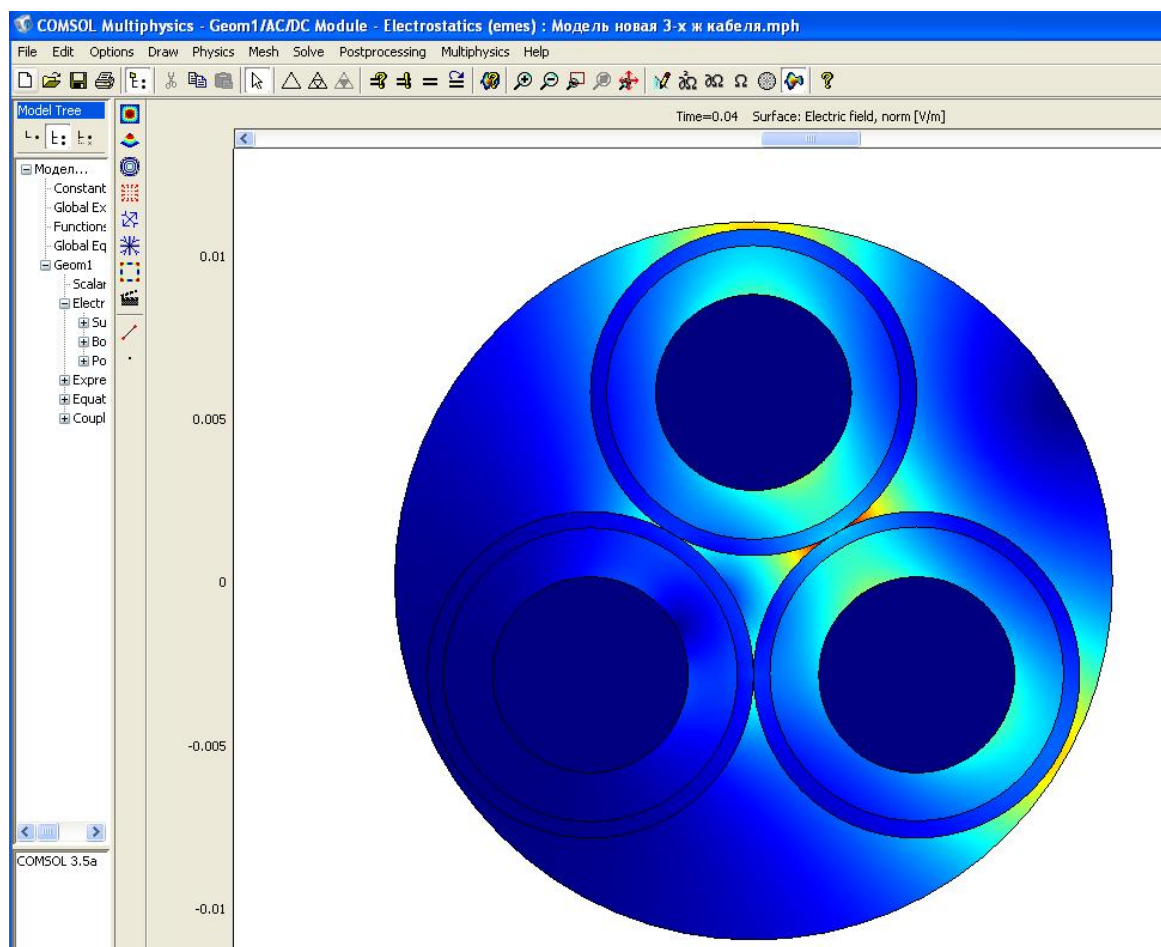 COMSOL Multiphysics - Geom1/AC/DC Module - Electrostatics (emes) : Модель новая 3-х ж кабеля.mph
File Edit Options Draw Physics Mesh Solve Postprocessing Multiphysics Help
Model Tree
Time=0.04 Surface: Electric field, norm [V/m]
Модел...
Constant
Global Ex
Functions
Global Eq
Geom1
Scalar
Electr
Su
Bo
Po
Expre
Equat
Coupl
0.01
0.005
0
-0.005
-0.01
COMSOL 3.5a